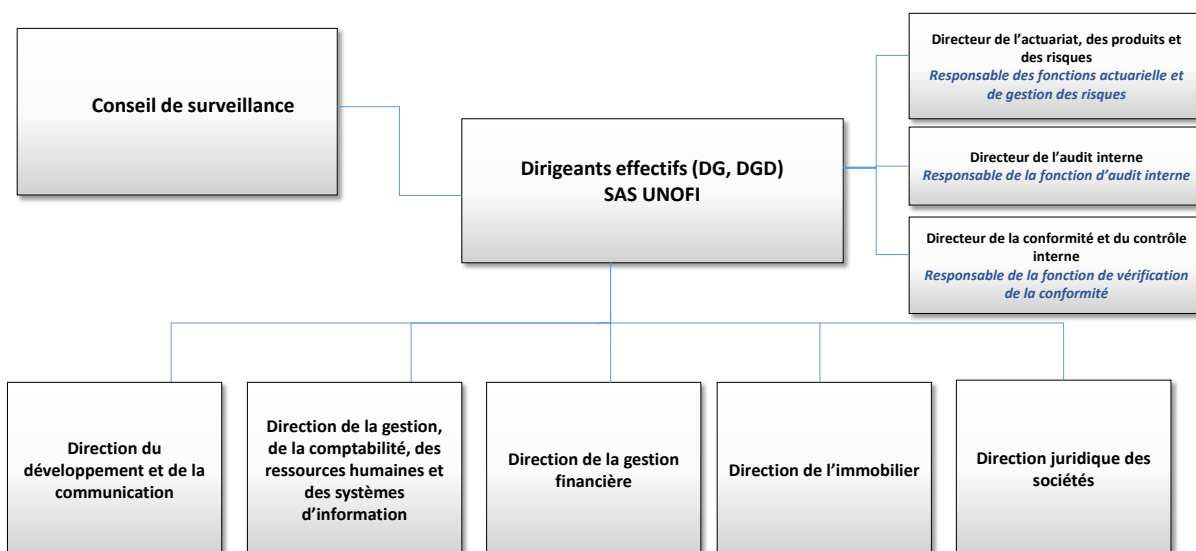 Conseil de surveillance
Dirigeants effectifs (DG, DGD)
SAS UNOFI
Directeur de l’actuariat, des produits et
des risques
Responsable des fonctions actuarielle et
de gestion des risques
Directeur de l’audit interne
Responsable de la fonction d’audit interne
Directeur de la conformité et du contrôle
interne
Responsable de la fonction de vérification
de la conformité
Direction du
développement et de la
communication
Direction de la gestion,
de la comptabilité, des
ressources humaines et
des systèmes
d’information
Direction de la gestion
financière
Direction de l’immobilier
Direction juridique des
sociétés